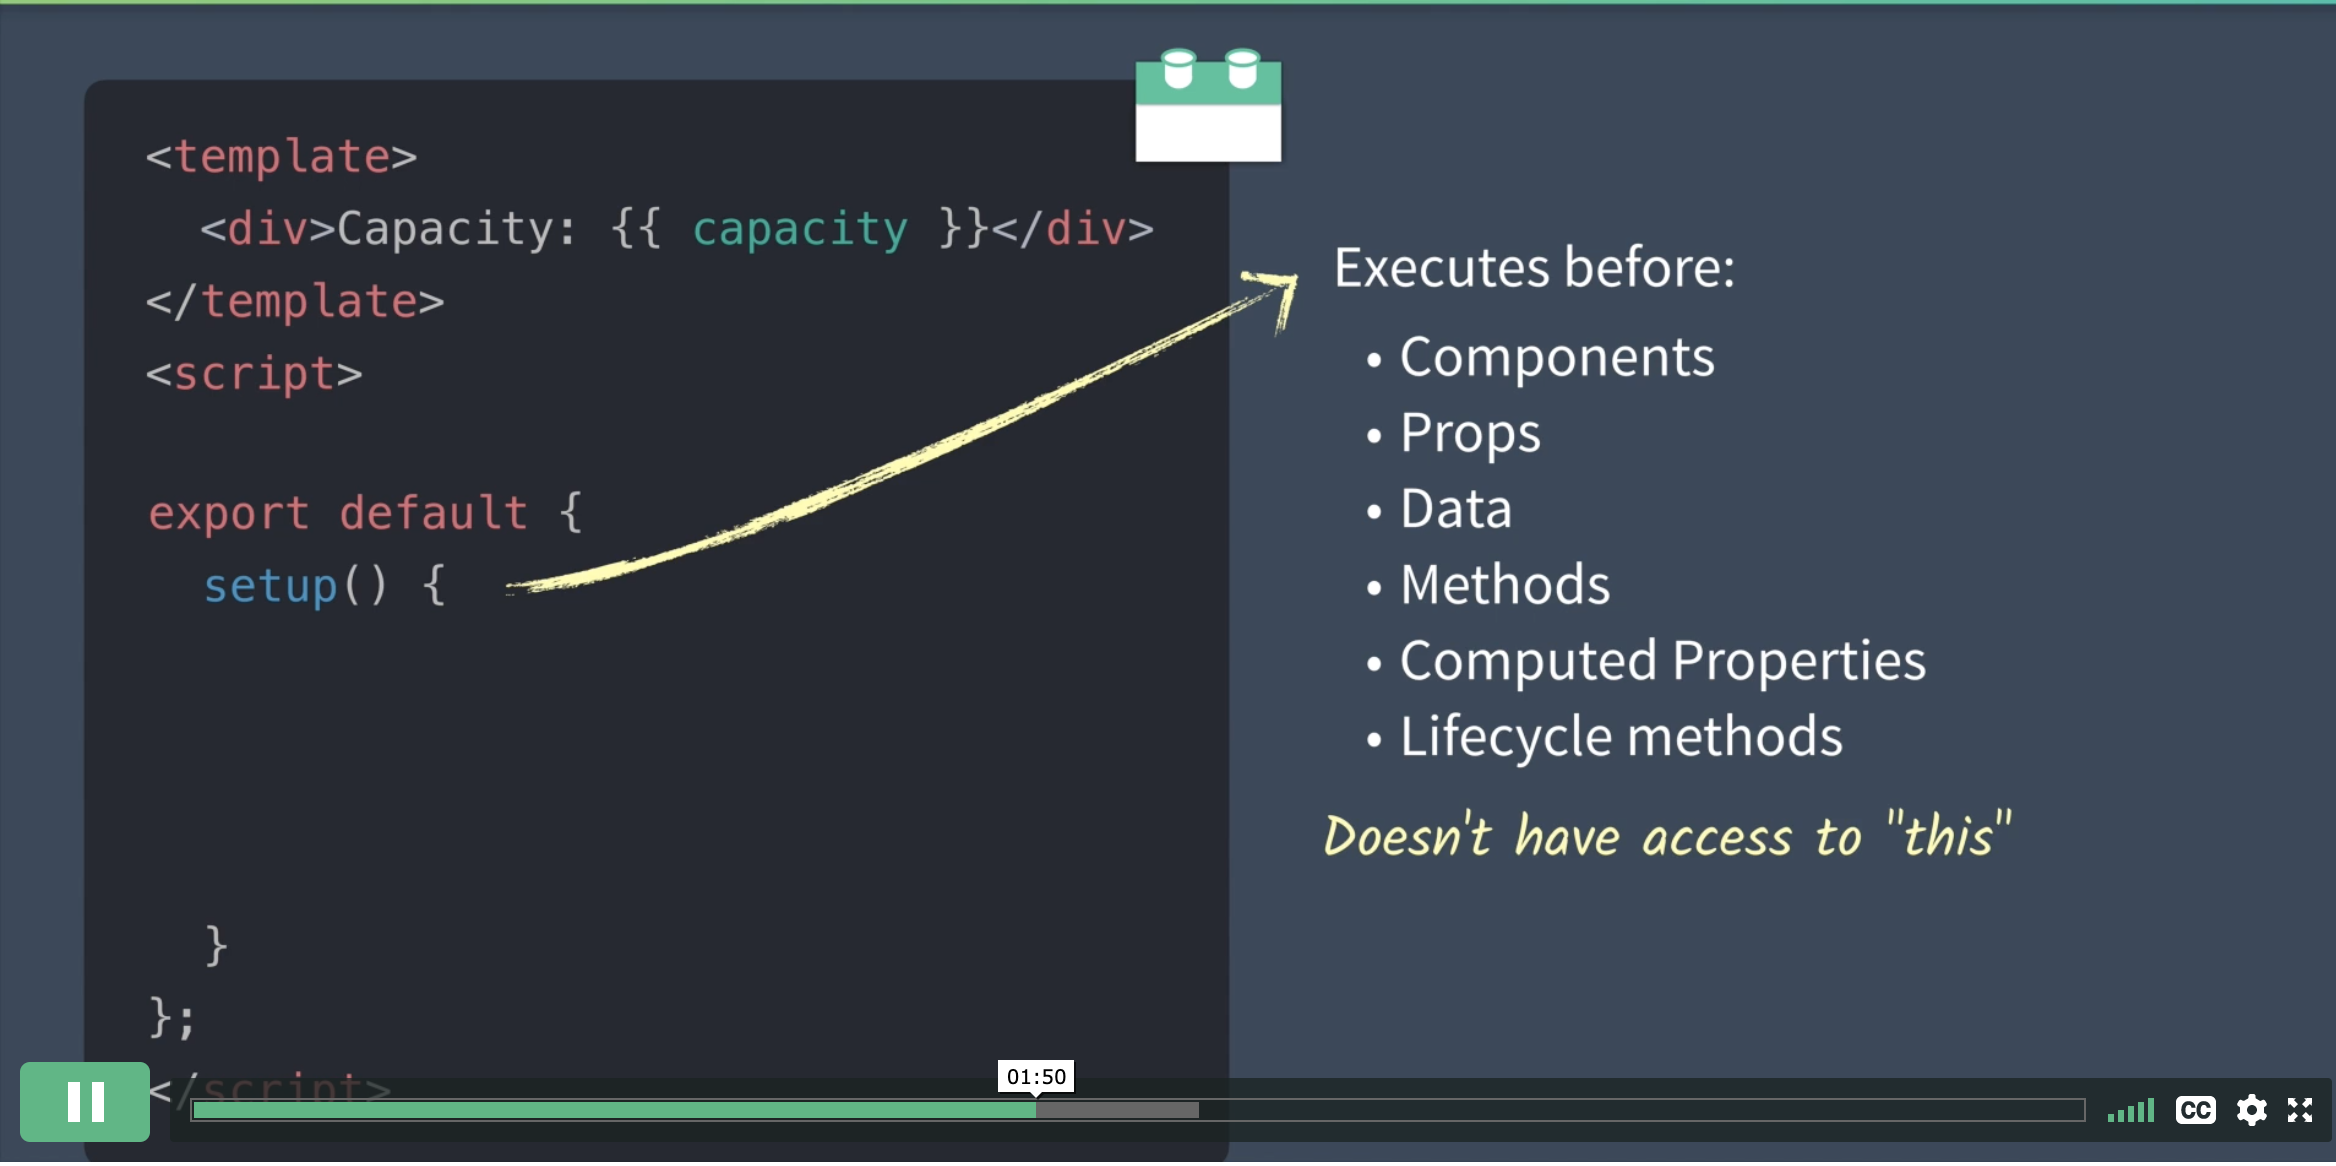 <template>
  <div>Capacity: {{ capacity }}</div>
</template>
<script>
export default {
  setup() {
  }
};
</script>
Executes before:
• Components
• Props
• Data
• Methods
• Computed Properties
• Lifecycle methods
Doesn't have access to "this"
01:50
CC